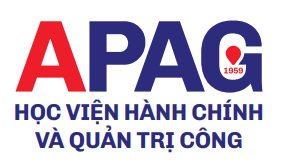 APAG
1959
HỌC VIỆN HÀNH CHÍNH
VÀ QUẢN TRỊ CÔNG